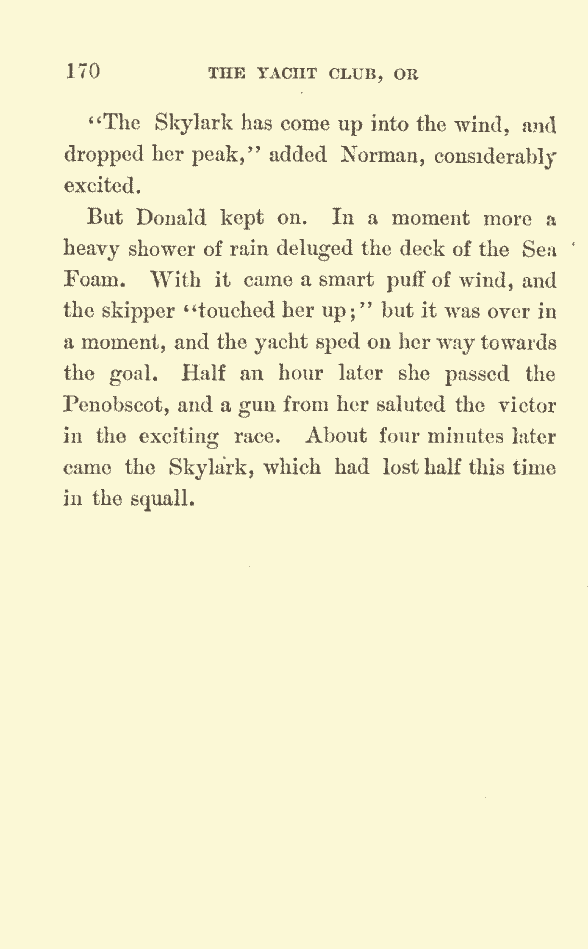 170 THE YACHT CLUB, OR
“The Skylark has come up into the wind, and
dropped her peak,” added Norman, considerably
excited.
But Donald kept on. In a moment more a
heavy shower of rain deluged the deck of the Sea
Foam. With it came a smart puff of wind, and
the skipper “touched her up;” but it was over in
a moment, and the yacht sped on her way towards
the goal. Half an hour later she passed the
Penobscot, and a gun from her saluted the victor
in the exciting race. About four minutes later
came the Skylark, which had lost half this time
in the squall.